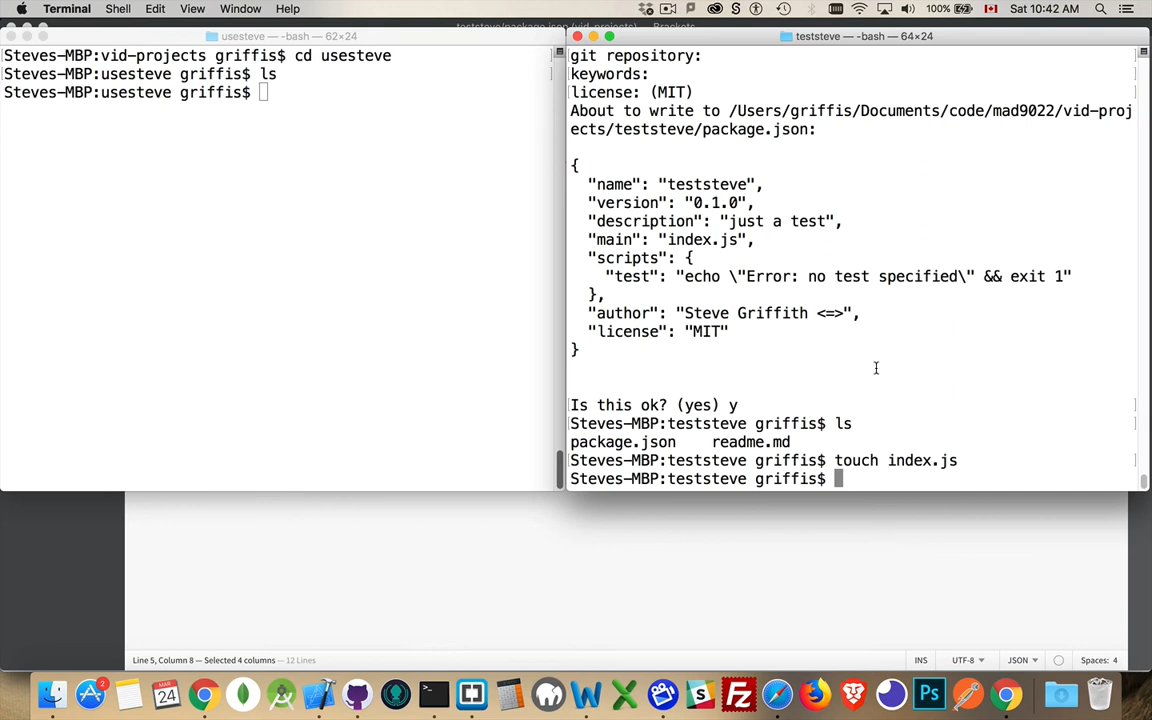 Terminal Shell Edit View Window Help 100% Sat 10:42 AM
usesteve — -bash — 62×24
Steves-MBP:vid-projects griffis$ cd usesteve
Steves-MBP:usesteve griffis$ ls
Steves-MBP:usesteve griffis$
teststeve — -bash — 64×24
git repository:
keywords:
license: (MIT)
About to write to /Users/griffis/Documents/code/mad9022/vid-proj
ects/teststeve/package.json:
{
"name": "teststeve",
"version": "0.1.0",
"description": "just a test",
"main": "index.js",
"scripts": {
"test": "echo \"Error: no test specified\" && exit 1"
},
"author": "Steve Griffith <=>",
"license": "MIT"
}
Is this ok? (yes) y
Steves-MBP:teststeve griffis$ ls
package.json readme.md
Steves-MBP:teststeve griffis$ touch index.js
Steves-MBP:teststeve griffis$
Line 5, Column 8 — Selected 4 columns — 12 Lines INS UTF-8 JSON Spaces: 4
2
MAR
24
Ps